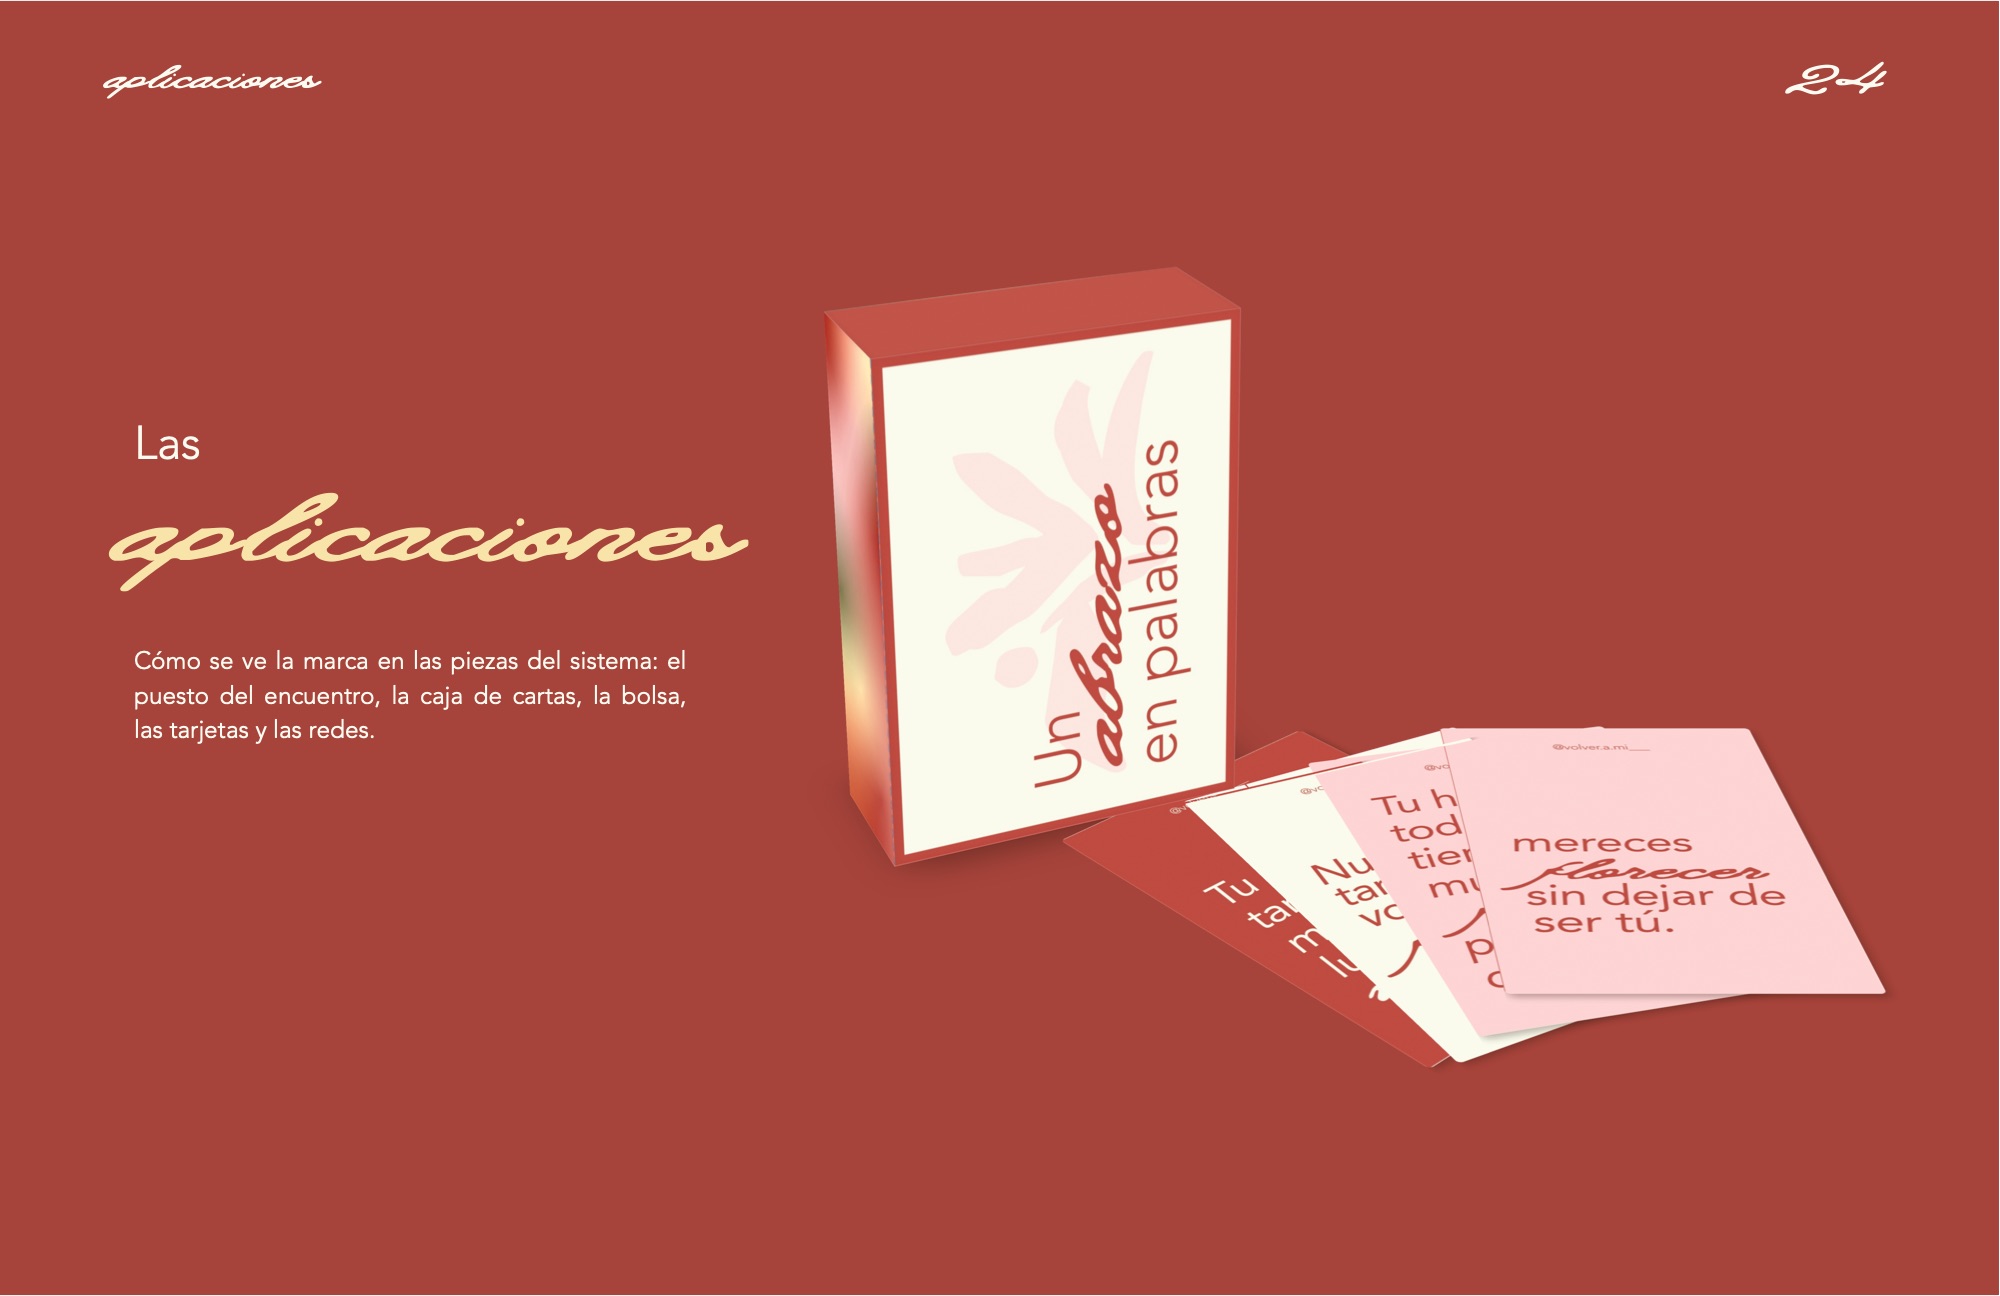 aplicaciones
24
Las
aplicaciones
Cómo se ve la marca en las piezas del sistema: el
puesto del encuentro, la caja de cartas, la bolsa,
las tarjetas y las redes.
Un
abrazo
en palabras
@volver.a.mi___
mereces
florecer
sin dejar de
ser tú.
Tu
Tu